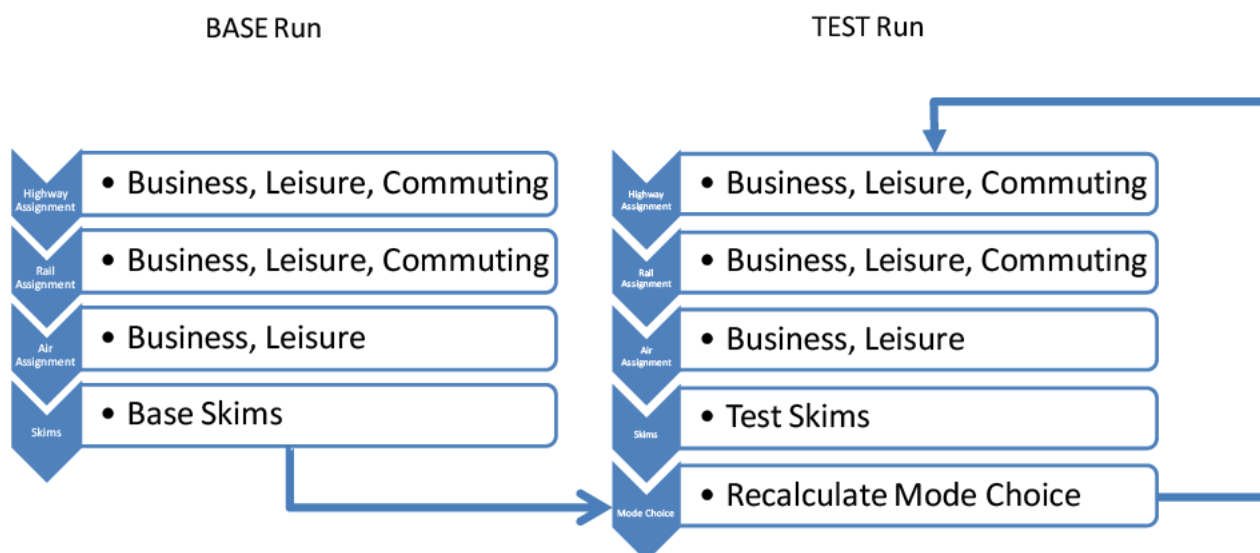 BASE Run
Highway
Assignment
• Business, Leisure, Commuting
Rail
Assignment
• Business, Leisure, Commuting
Air
Assignment
• Business, Leisure
Skims
• Base Skims
TEST Run
Highway
Assignment
• Business, Leisure, Commuting
Rail
Assignment
• Business, Leisure, Commuting
Air
Assignment
• Business, Leisure
Skims
• Test Skims
Mode Choice
• Recalculate Mode Choice